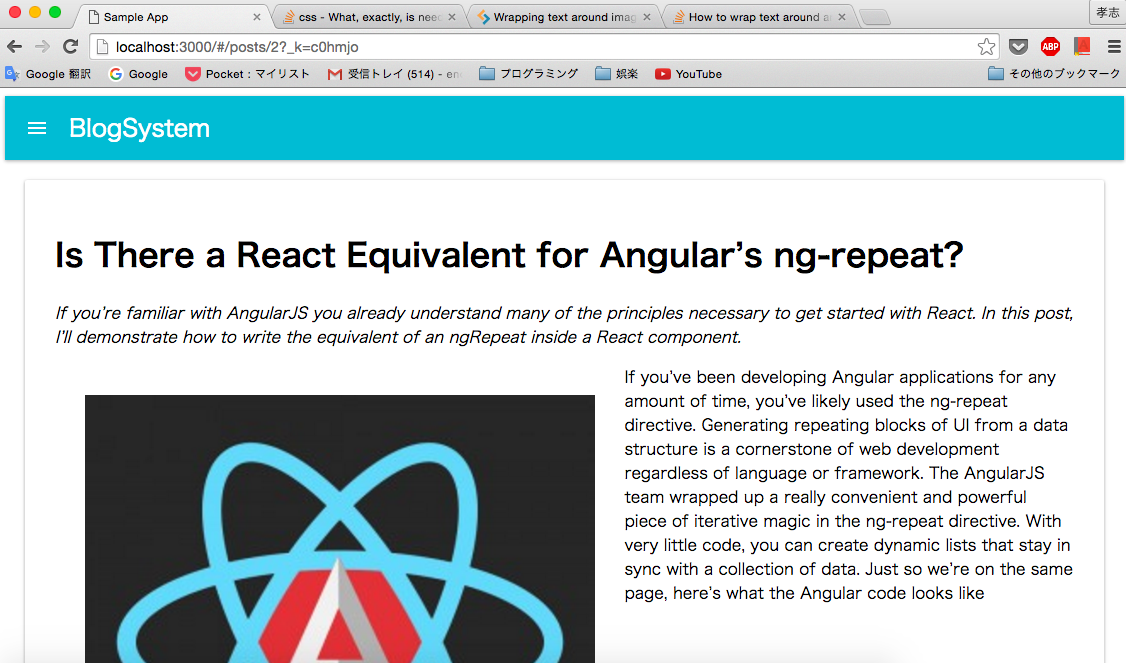 Sample App
css - What, exactly, is need
Wrapping text around imag
How to wrap text around a
孝志
localhost:3000/#/posts/2?_k=c0hmjo
ABP
Google 翻訳
Google
Pocket：マイリスト
受信トレイ (514) - en
プログラミング
娯楽
YouTube
その他のブックマーク
BlogSystem
Is There a React Equivalent for Angular's ng-repeat?
If you're familiar with AngularJS you already understand many of the principles necessary to get started with React. In this post,
I'll demonstrate how to write the equivalent of an ngRepeat inside a React component.
If you've been developing Angular applications for any
amount of time, you've likely used the ng-repeat
directive. Generating repeating blocks of UI from a data
structure is a cornerstone of web development
regardless of language or framework. The AngularJS
team wrapped up a really convenient and powerful
piece of iterative magic in the ng-repeat directive. With
very little code, you can create dynamic lists that stay in
sync with a collection of data. Just so we're on the same
page, here's what the Angular code looks like